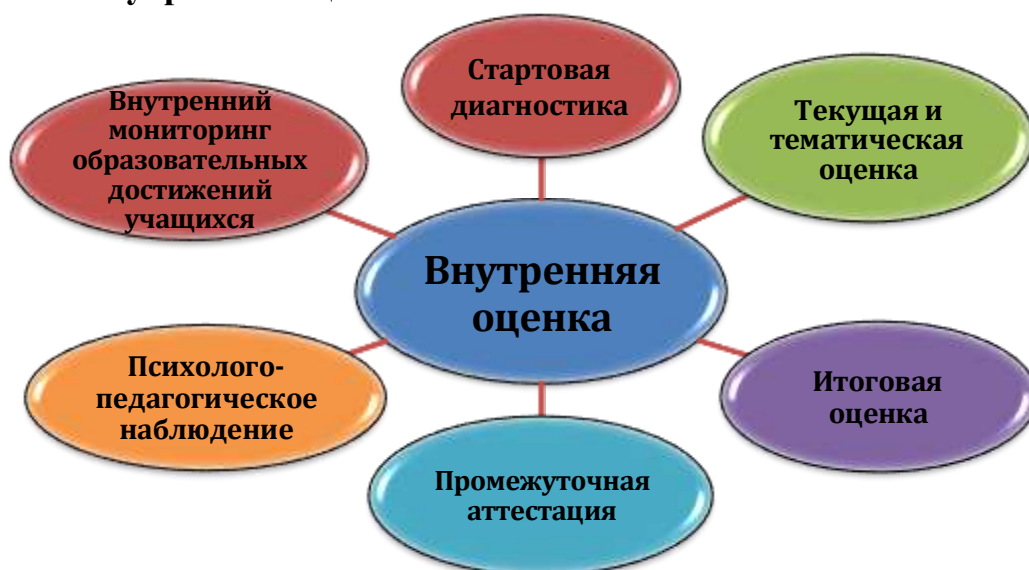 Стартовая
диагностика
Текущая и
тематическая
оценка
Итоговая
оценка
Промежуточная
аттестация
Психолого-
педагогическое
наблюдение
Внутренний
мониторинг
образовательных
достижений
учащихся
Внутренняя
оценка